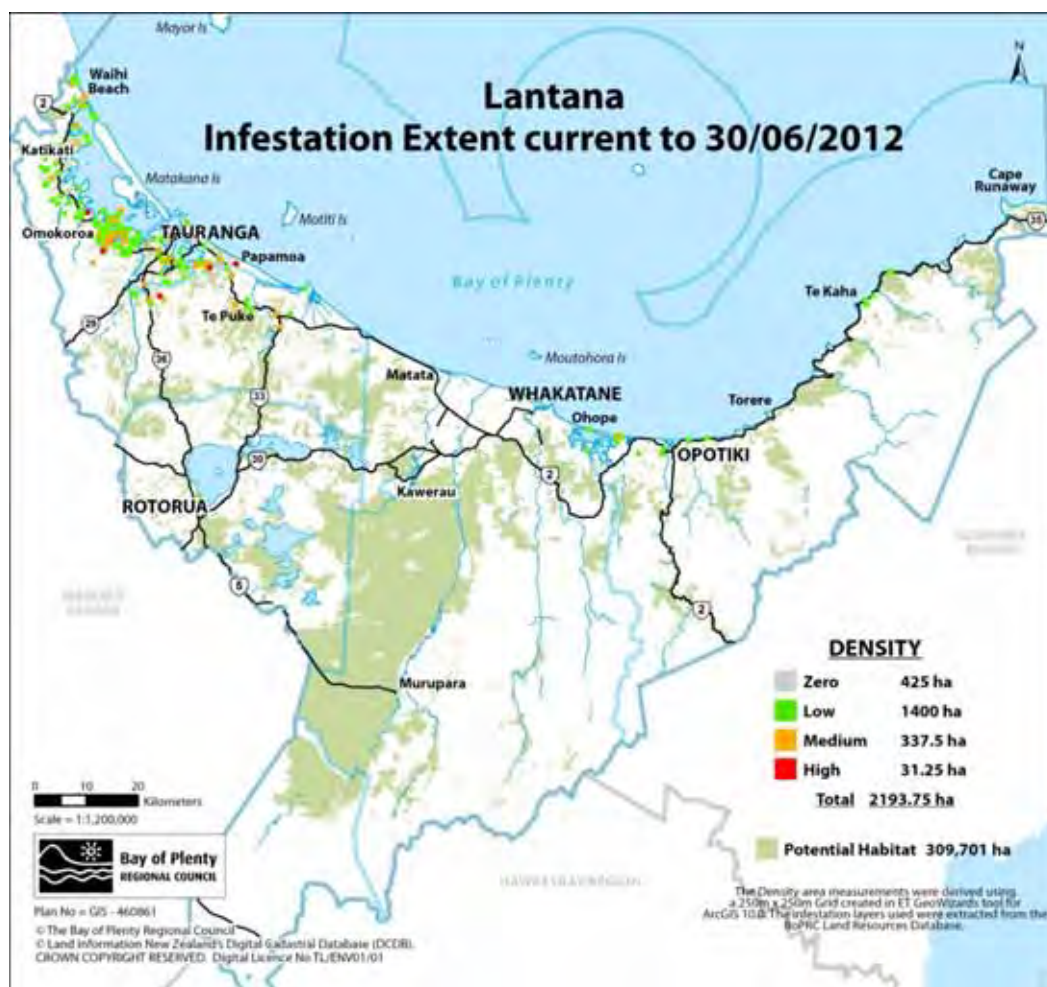 Mayor Is
N
Waihi
Beach
Lantana
Infestation Extent current to 30/06/2012
2
Katikati
Cape
Runaway
Matakana Is
35
Motiti Is
Omokoroa
TAURANGA
Papamoa
Bay of Plenty
Te Kaha
Te Puke
29
36
Moutohora Is
Matata
33
WHAKATANE
Ohope
Torere
30
OPOTIKI
2
Kawerau
ROTORUA
5
2
DENSITY
Zero 425 ha
Low 1400 ha
Murupara
Medium 337.5 ha
High 31.25 ha
0 10 20
Kilometers
Total 2193.75 ha
Scale = 1:1,200,000
Potential Habitat 309,701 ha
Bay of Plenty
REGIONAL COUNCIL
HAWKES BAY REGION
The Density area measurements were derived using
a 250m x 250m Grid created in ET GeoWizards tool for
ArcGIS 10.0. The infestation layers used were extracted from the
BoPRC Land Resources Database.
Plan No = GIS - 460861
© The Bay of Plenty Regional Council
© Land Information New Zealand's Digital Cadastral Database (DCDB).
CROWN COPYRIGHT RESERVED. Digital Licence No TL/ENV01/01